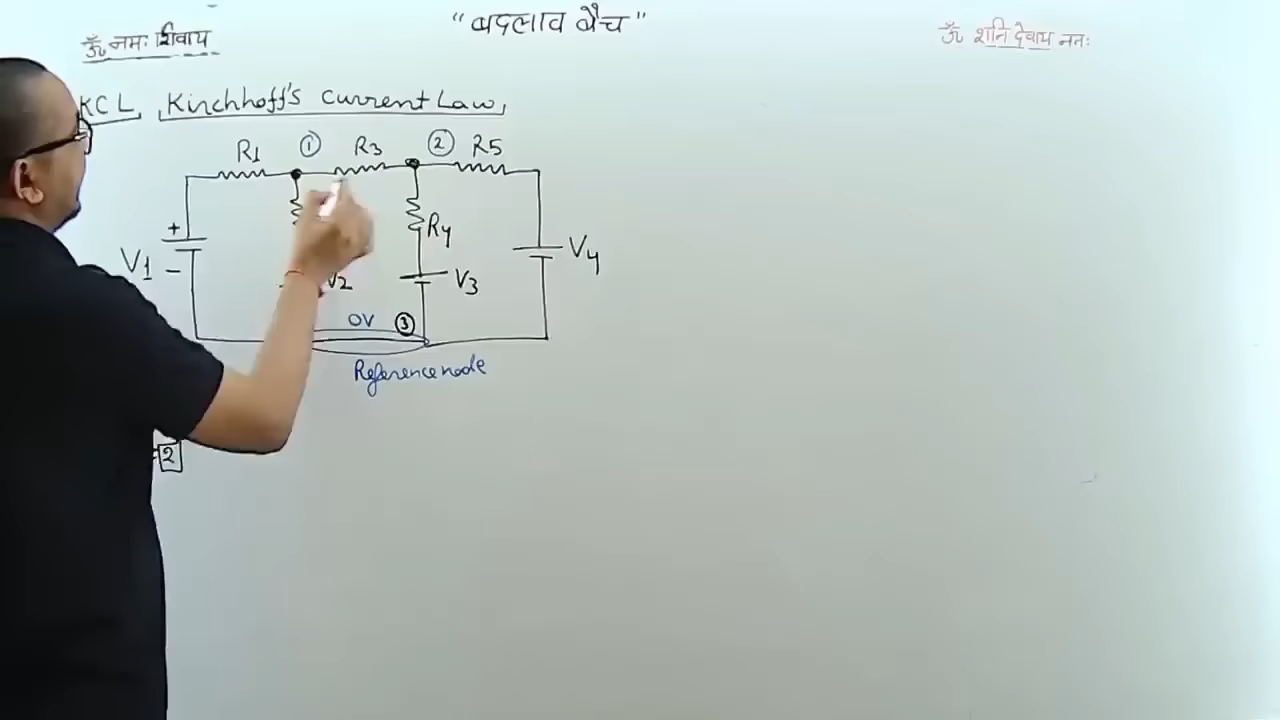 ॐ नमः शिवाय
"बदलाव बैच"
ॐ शनि देवाय नमः
KCL, Kirchhoff's Current Law,
R1 ① R3 ② R5
R4
+
V1
-
V2
V3
V4
0V ③
Reference node
2